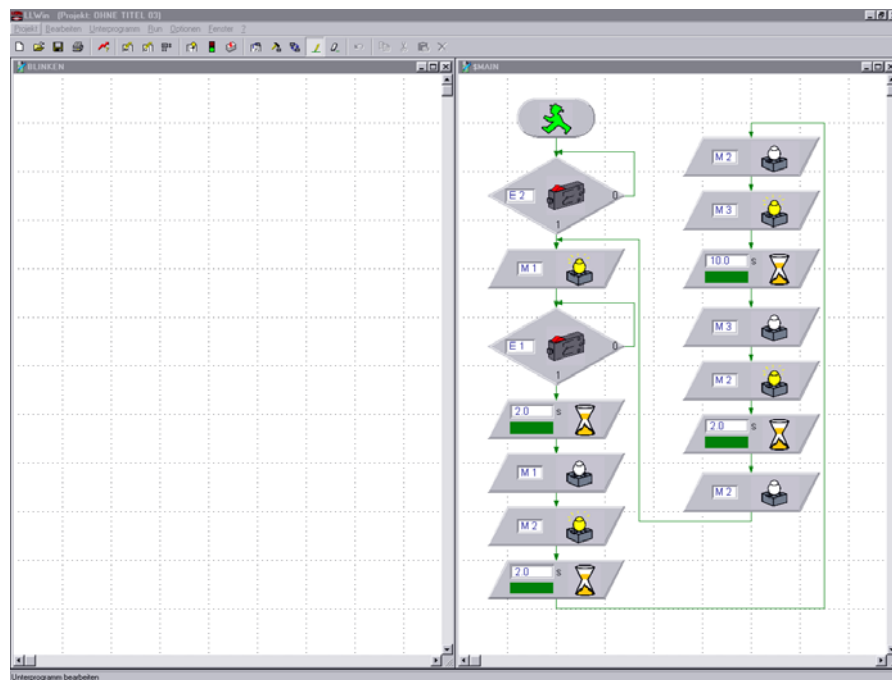 LLWin (Projekt: OHNE TITEL 03)
Projekt Bearbeiten Unterprogramm Run Optionen Fenster ?
BLINKEN
$MAIN
E 2
0
1
M 1
E 1
0
1
2.0 s
M 1
M 2
2.0 s
M 2
M 3
10.0 s
M 3
M 2
2.0 s
M 2
Unterprogramm bearbeiten